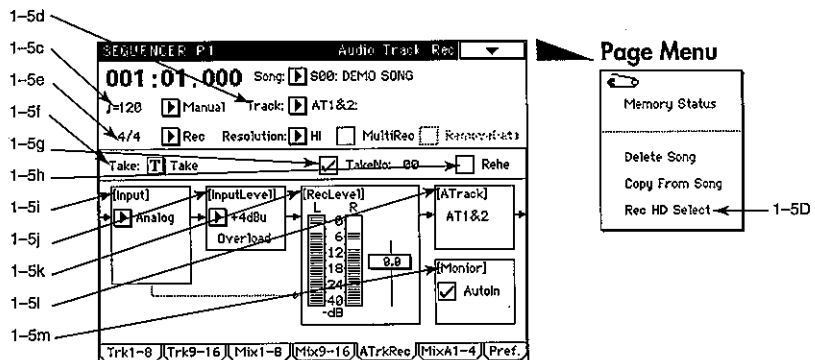 1–5d
1–5c
1–5e
1–5f
1–5g
1–5h
1–5i
1–5j
1–5k
1–5l
1–5m
SEQUENCER P1 Audio Track Rec
001:01.000 Song: S00: DEMO SONG
♪=120 Manual Track: AT1&2:
4/4 Rec Resolution: HI MultiRec
Take: T Take TakeNo: 00 Rehe
[Input] [InputLevel] [RecLevel] [ATrack]
Analog +4dBu L R AT1&2
Overload
0
6
12
18
24
40
-dB
0.0
[Monior]
AutoIn
Trk1-8 Trk9-16 Mix1-8 Mix9-16 ATrkRec MixA1-4 Pref.
Page Menu
Memory Status
Delete Song
Copy From Song
Rec HD Select
1–5D